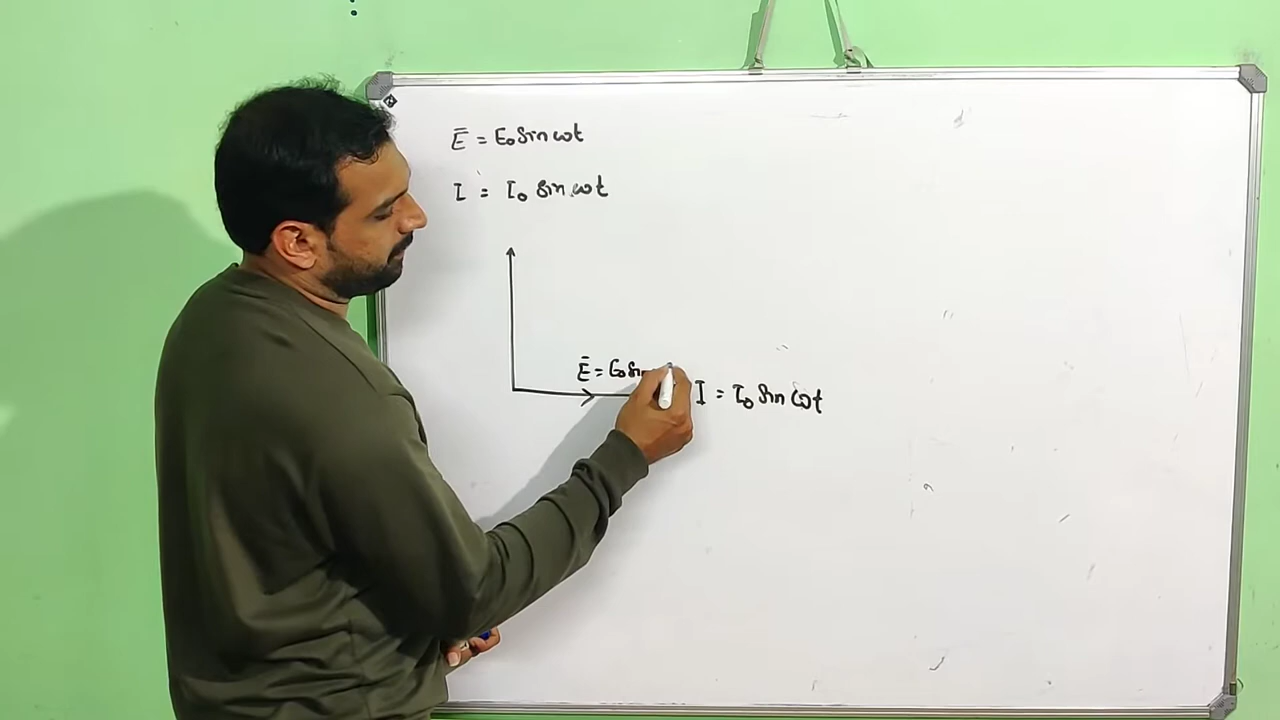 Ē = E₀ sin ωt
I = I₀ sin ωt
Ē = E₀ sin
I = I₀ sin ωt